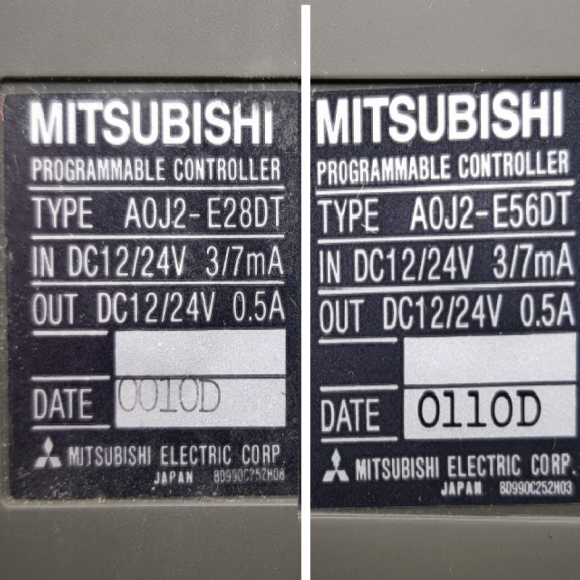 MITSUBISHI
PROGRAMMABLE CONTROLLER
TYPE A0J2-E28DT
IN DC12/24V 3/7mA
OUT DC12/24V 0.5A
DATE 0010D
MITSUBISHI ELECTRIC CORP.
JAPAN
MITSUBISHI
PROGRAMMABLE CONTROLLER
TYPE A0J2-E56DT
IN DC12/24V 3/7mA
OUT DC12/24V 0.5A
DATE 0110D
MITSUBISHI ELECTRIC CORP.
JAPAN BD990C252H03